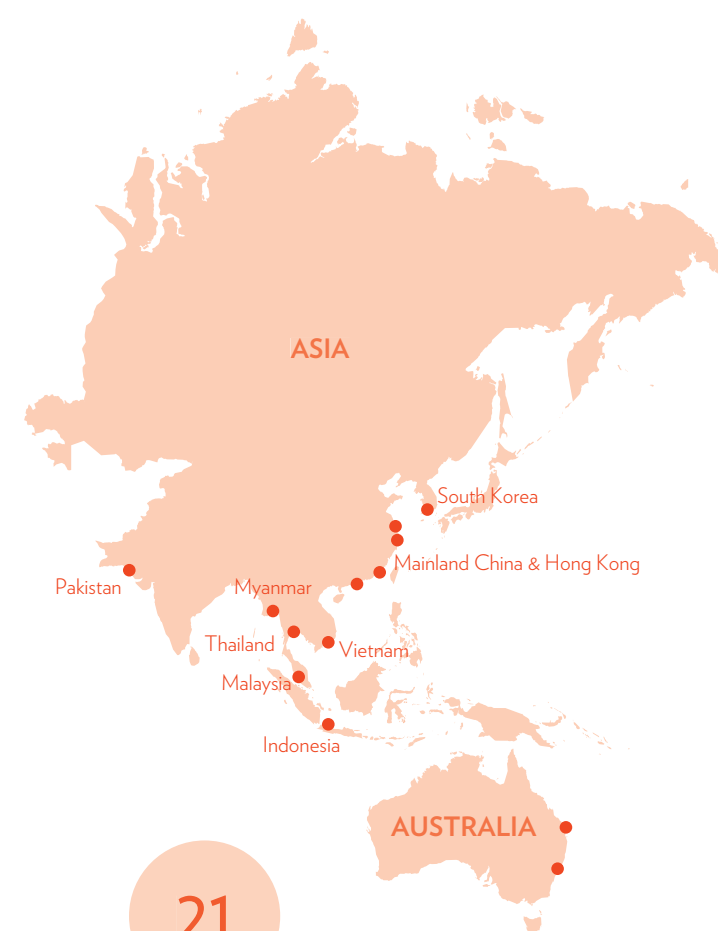 ASIA
South Korea
Mainland China & Hong Kong
Pakistan
Myanmar
Thailand
Vietnam
Malaysia
Indonesia
AUSTRALIA
21